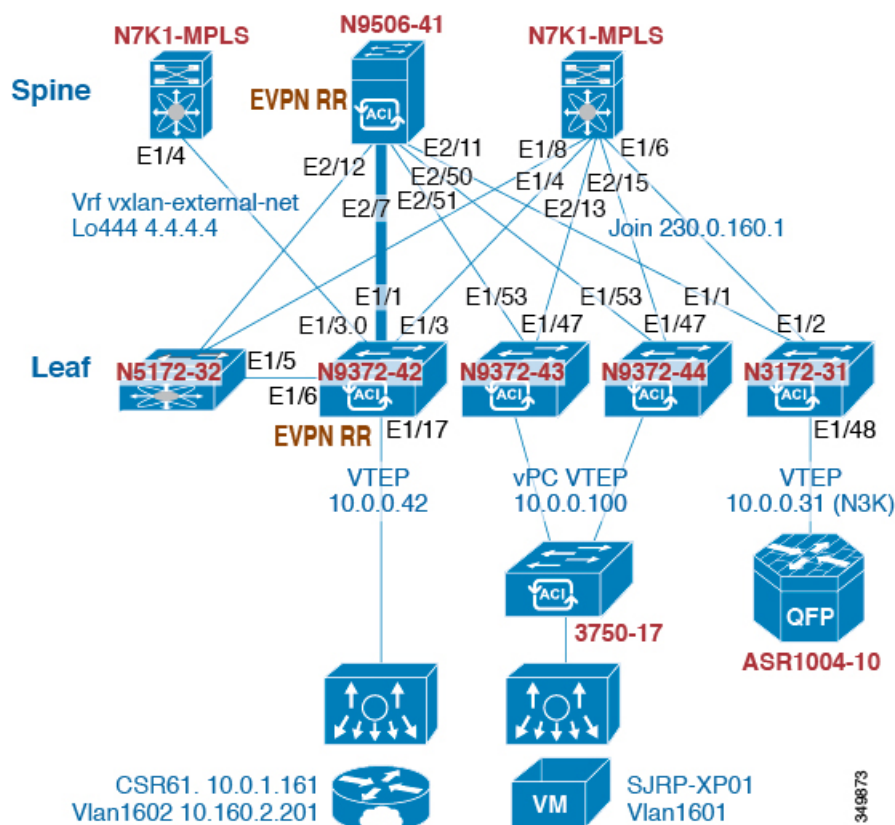 N7K1-MPLS
N9506-41
N7K1-MPLS
Spine
EVPN RR
ACI
E1/4
E2/12
E2/11
E1/8
E1/6
E2/50
E1/4
E2/15
E2/51
E2/7
E2/13
Vrf vxlan-external-net
Lo444 4.4.4.4
Join 230.0.160.1
E1/1
E1/53
E1/53
E1/1
E1/3.0
E1/3
E1/47
E1/47
E1/2
Leaf
N5172-32
E1/5
E1/6
N9372-42
N9372-43
N9372-44
N3172-31
ACI
ACI
ACI
ACI
EVPN RR
E1/17
E1/48
VTEP
10.0.0.42
vPC VTEP
10.0.0.100
VTEP
10.0.0.31 (N3K)
ACI
3750-17
QFP
ASR1004-10
CSR61. 10.0.1.161
Vlan1602 10.160.2.201
VM
SJRP-XP01
Vlan1601
349873